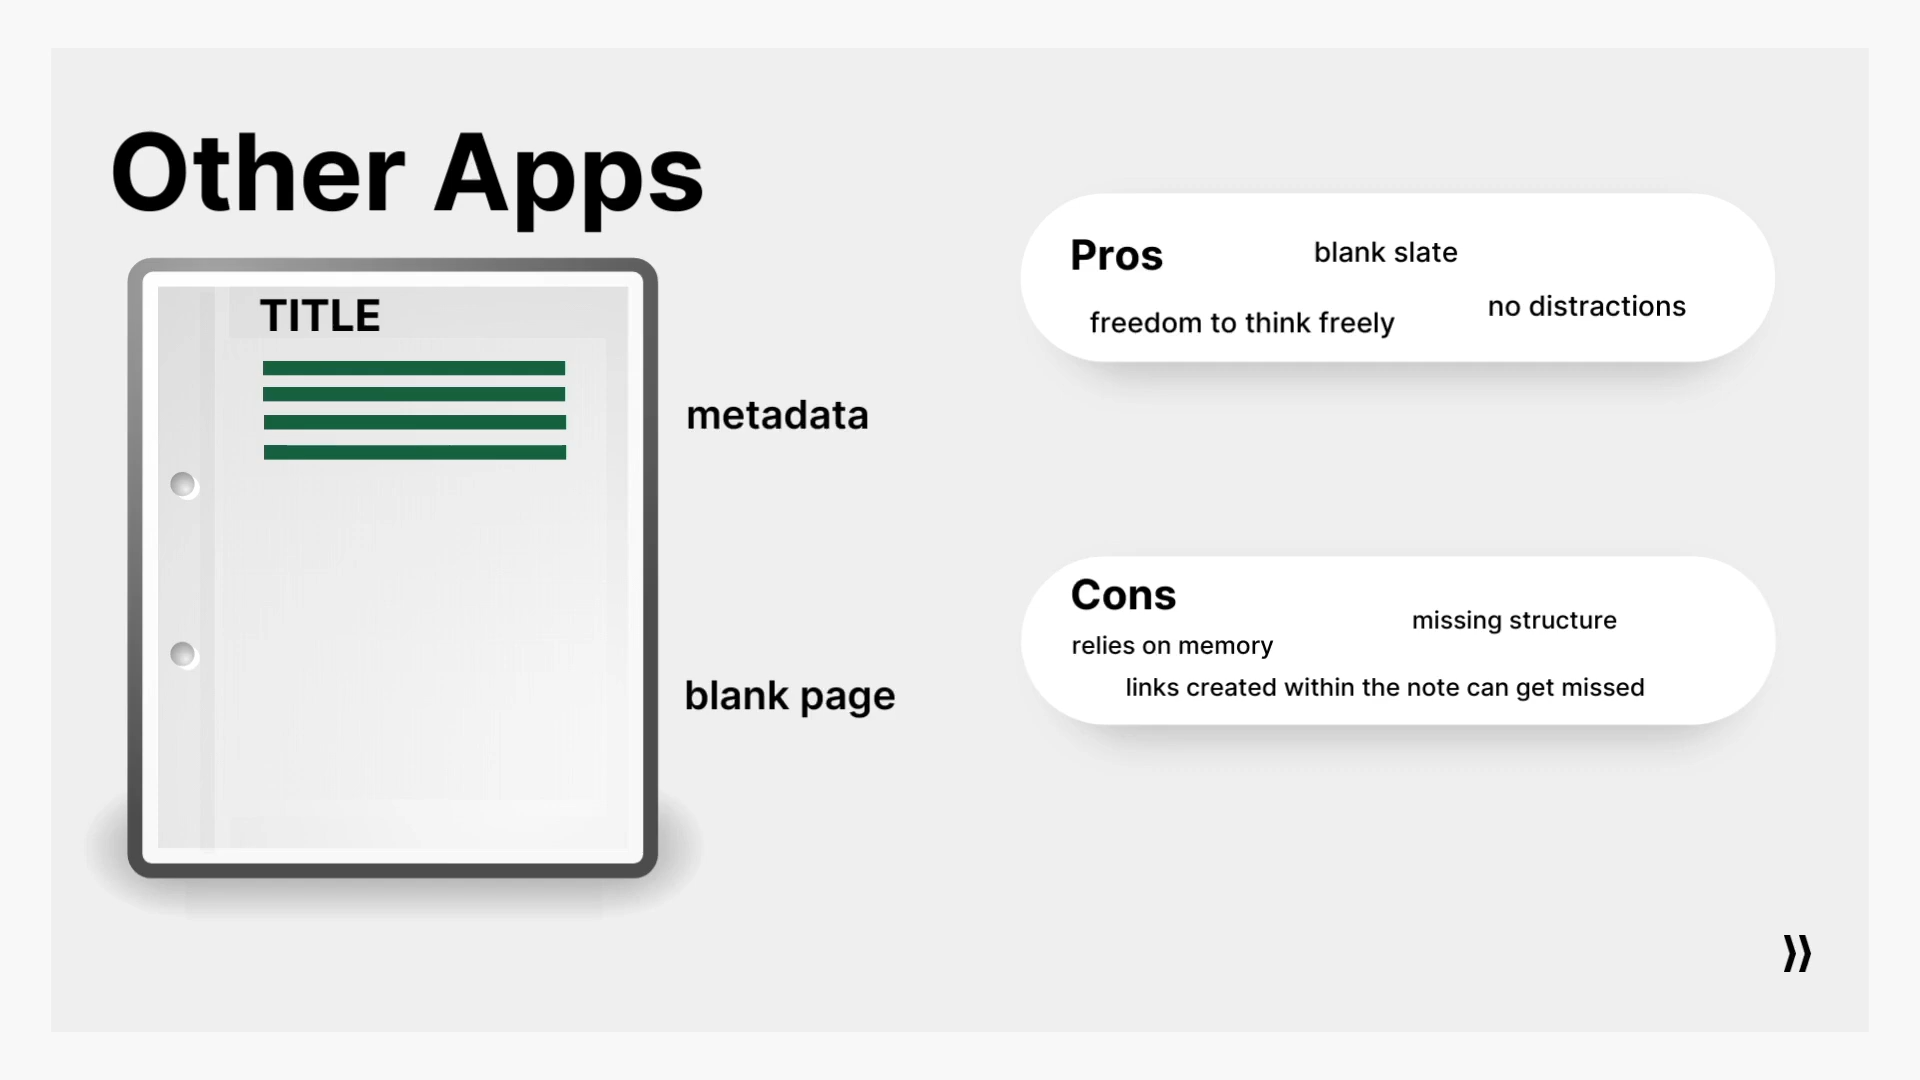 Other Apps
TITLE
metadata
blank page
Pros
blank slate
no distractions
freedom to think freely
Cons
missing structure
relies on memory
links created within the note can get missed